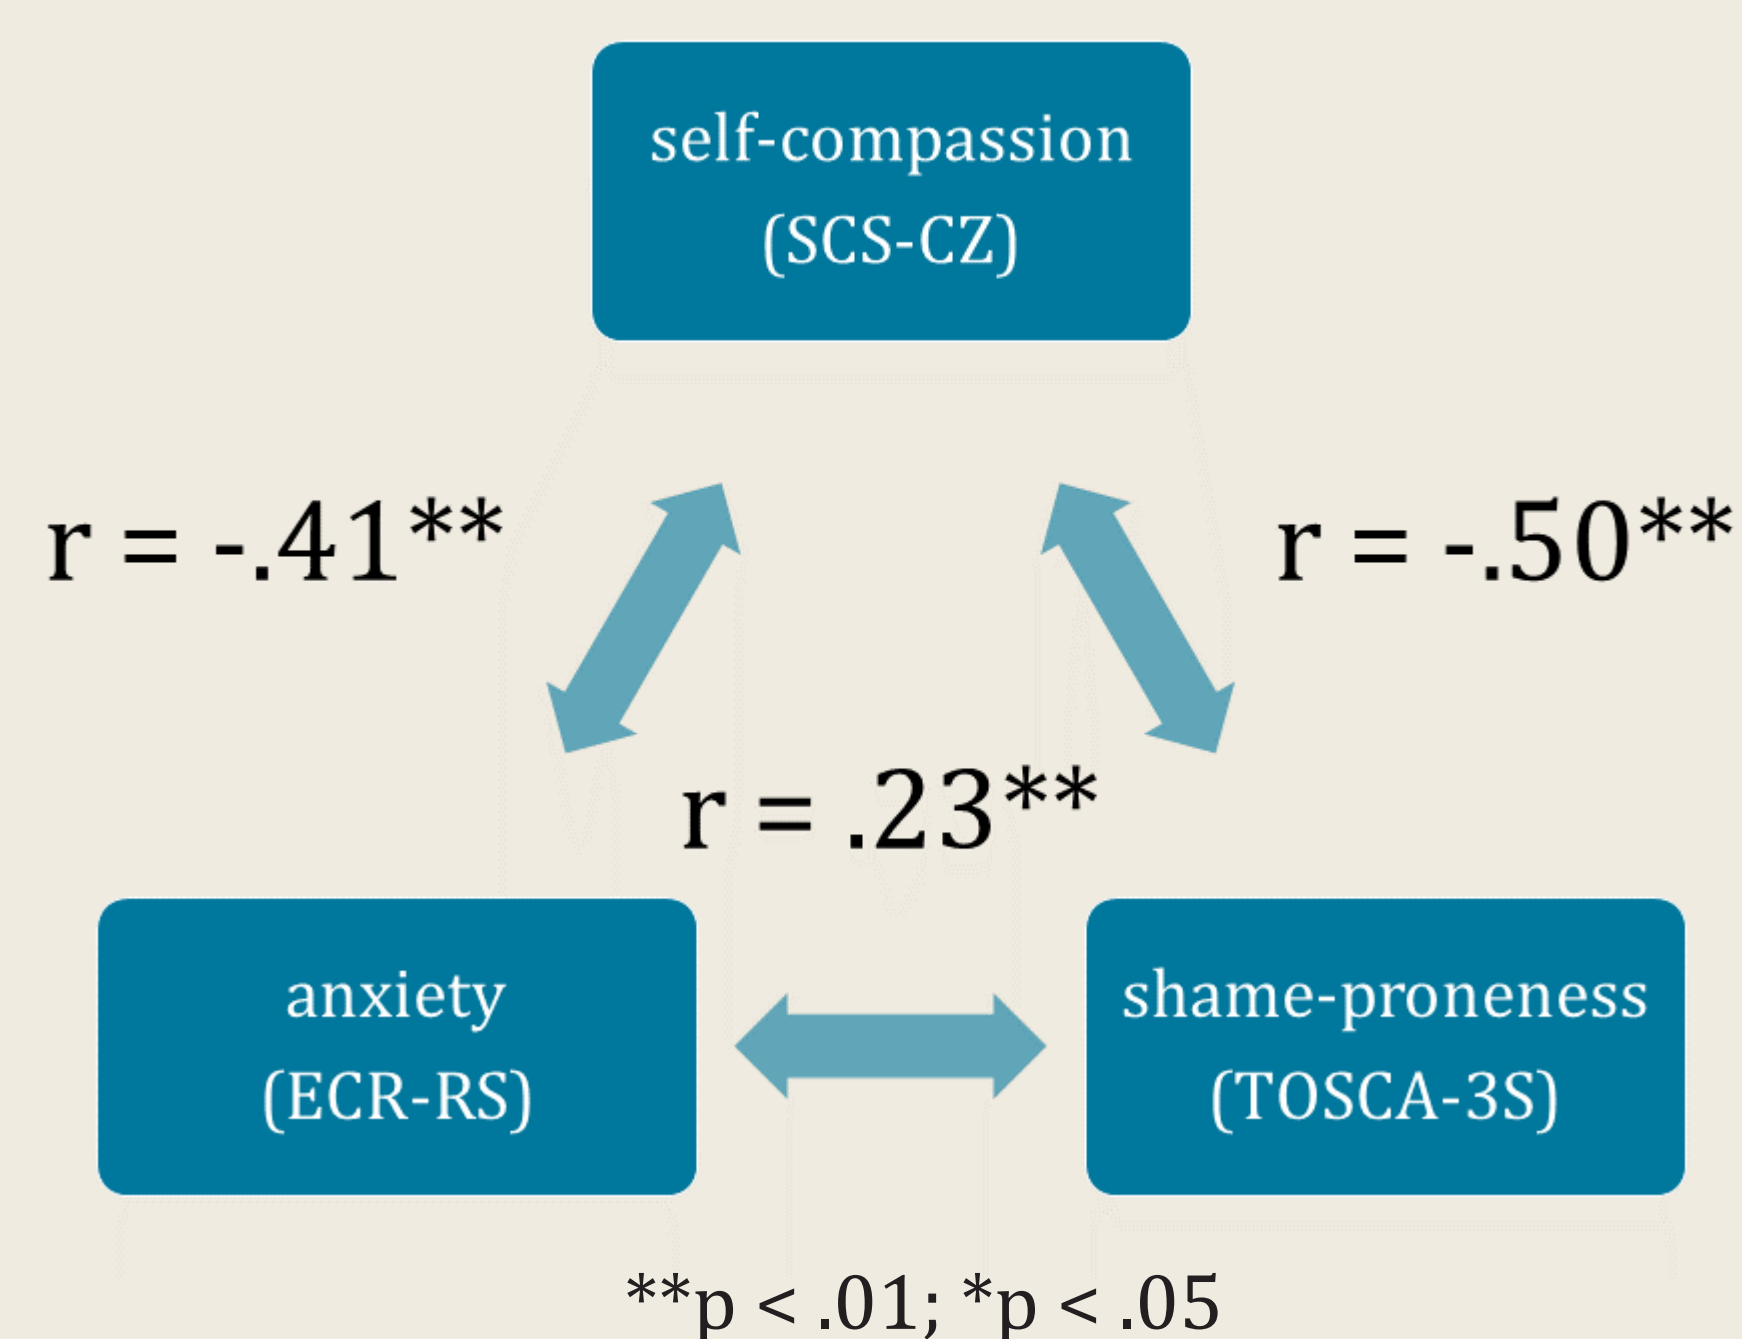 self-compassion
(SCS-CZ)
r = -.41**
r = -.50**
r = .23**
anxiety
(ECR-RS)
shame-proneness
(TOSCA-3S)
**p < .01; *p < .05